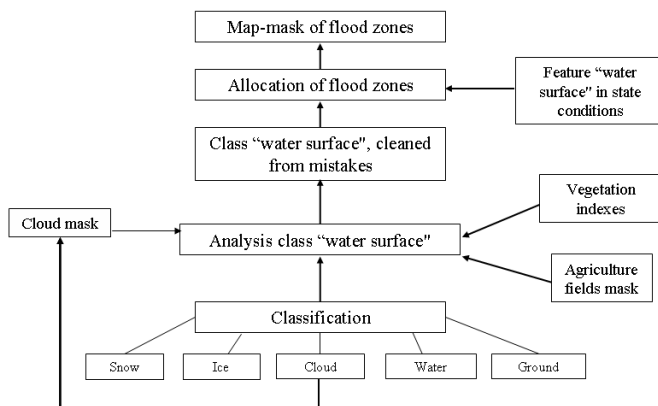 Map-mask of flood zones
Allocation of flood zones
Feature “water
surface” in state
conditions
Class “water surface", cleaned
from mistakes
Vegetation
indexes
Cloud mask
Analysis class “water surface”
Agriculture
fields mask
Classification
Snow
Ice
Cloud
Water
Ground